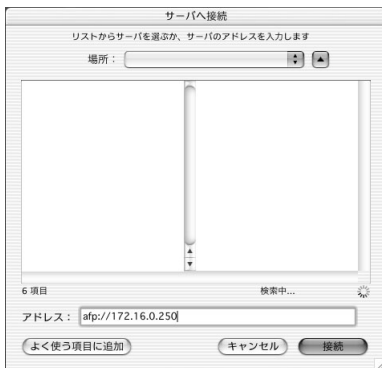 サーバへ接続
リストからサーバを選ぶか、サーバのアドレスを入力します
場所：
6 項目
検索中...
アドレス： afp://172.16.0.250
よく使う項目に追加
キャンセル
接続